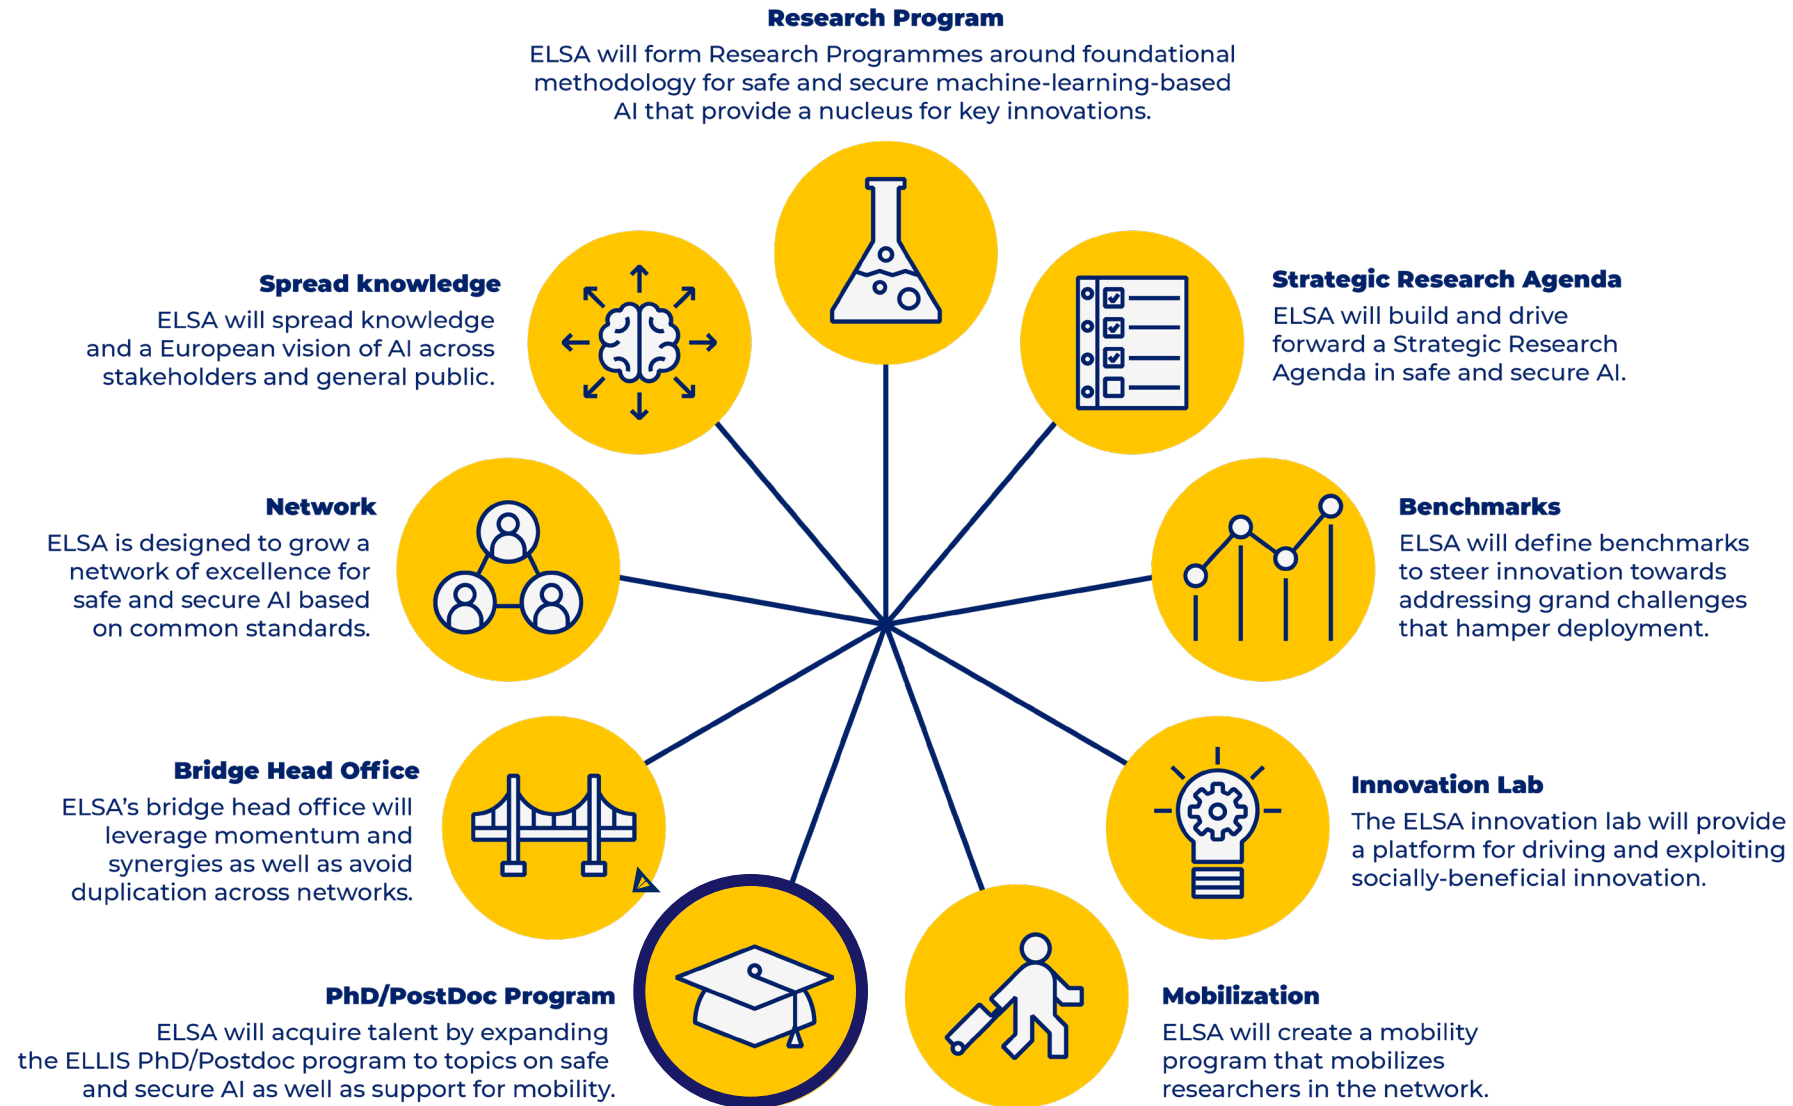 Research Program
ELSA will form Research Programmes around foundational
methodology for safe and secure machine-learning-based
AI that provide a nucleus for key innovations.
Spread knowledge
ELSA will spread knowledge
and a European vision of AI across
stakeholders and general public.
Strategic Research Agenda
ELSA will build and drive
forward a Strategic Research
Agenda in safe and secure AI.
Network
ELSA is designed to grow a
network of excellence for
safe and secure AI based
on common standards.
Benchmarks
ELSA will define benchmarks
to steer innovation towards
addressing grand challenges
that hamper deployment.
Bridge Head Office
ELSA’s bridge head office will
leverage momentum and
synergies as well as avoid
duplication across networks.
Innovation Lab
The ELSA innovation lab will provide
a platform for driving and exploiting
socially-beneficial innovation.
PhD/PostDoc Program
ELSA will acquire talent by expanding
the ELLIS PhD/Postdoc program to topics on safe
and secure AI as well as support for mobility.
Mobilization
ELSA will create a mobility
program that mobilizes
researchers in the network.